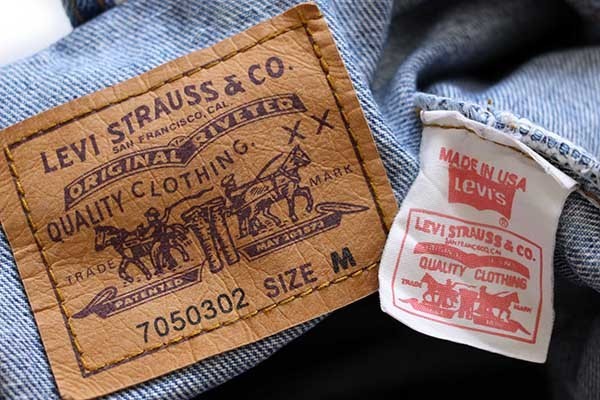 LEVI STRAUSS & CO.
SAN FRANCISCO, CAL
ORIGINAL RIVETED
QUALITY CLOTHING.
XX
TRADE MARK
PATENTED MAY 20 1873
7050302 SIZE M
MADE IN USA
LEVI'S
LEVI STRAUSS & CO.
SAN FRANCISCO, CAL
QUALITY CLOTHING
TRADE MARK